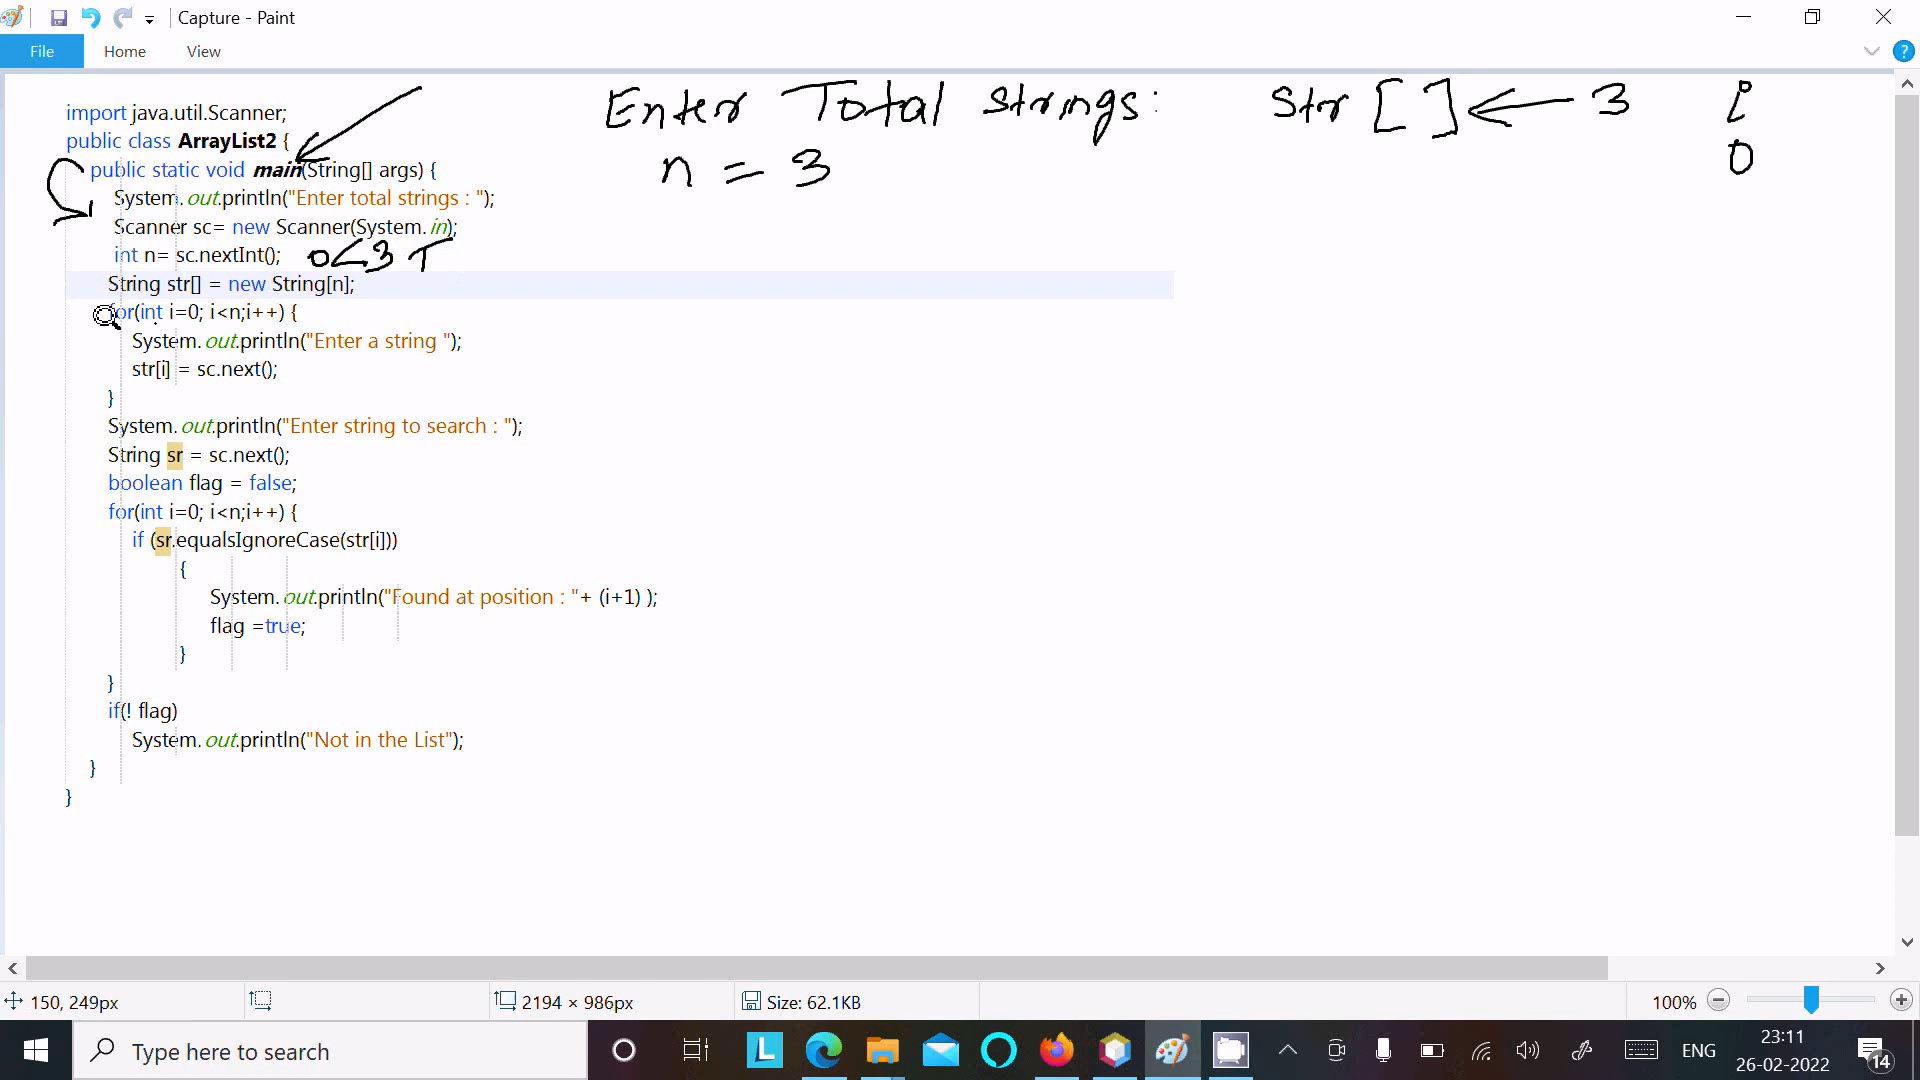 Capture - Paint
File Home View
import java.util.Scanner;
public class ArrayList2 {
public static void main(String[] args) {
System.out.println("Enter total strings : ");
Scanner sc= new Scanner(System.in);
int n= sc.nextInt(); 0<3 T
String str[] = new String[n];
for(int i=0; i<n;i++) {
System.out.println("Enter a string ");
str[i] = sc.next();
}
System.out.println("Enter string to search : ");
String sr = sc.next();
boolean flag = false;
for(int i=0; i<n;i++) {
if (sr.equalsIgnoreCase(str[i]))
{
System.out.println("Found at position : "+ (i+1) );
flag =true;
}
}
if(! flag)
System.out.println("Not in the List");
}
}
Enter Total Strings: Str [ ] 3 i
n = 3 0
150, 249px 2194 × 986px Size: 62.1KB 100%
Type here to search ENG 23:11
26-02-2022 14